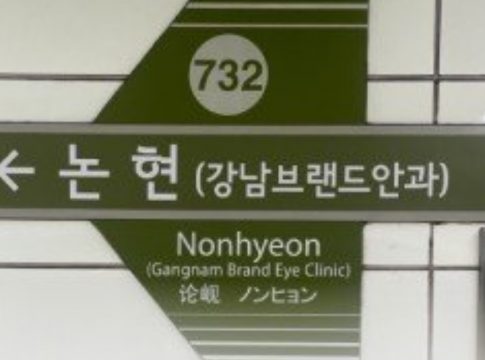 732
← 논현 (강남브랜드안과)
Nonhyeon
(Gangnam Brand Eye Clinic)
论岘 ノンヒョン